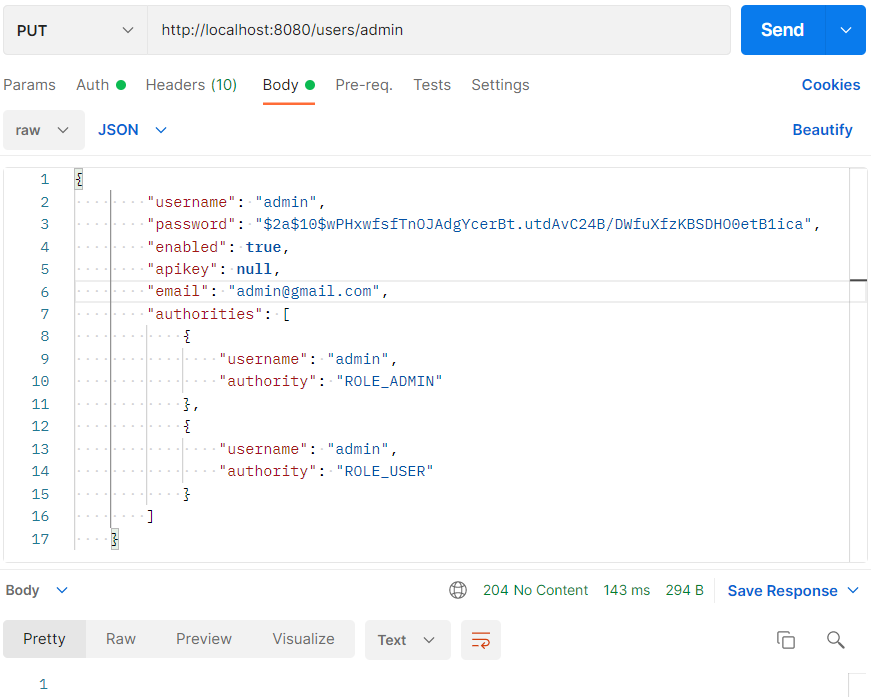 PUT http://localhost:8080/users/admin Send
Params Auth Headers (10) Body Pre-req. Tests Settings Cookies
raw JSON Beautify
1 {
2 "username": "admin",
3 "password": "$2a$10$wPHxwfsfTnOJAdgYcerBt.utdAvC24B/DWfuXfzKBSDHO0etB1ica",
4 "enabled": true,
5 "apikey": null,
6 "email": "admin@gmail.com",
7 "authorities": [
8 {
9 "username": "admin",
10 "authority": "ROLE_ADMIN"
11 },
12 {
13 "username": "admin",
14 "authority": "ROLE_USER"
15 }
16 ]
17 }
Body 204 No Content 143 ms 294 B Save Response
Pretty Raw Preview Visualize Text
1